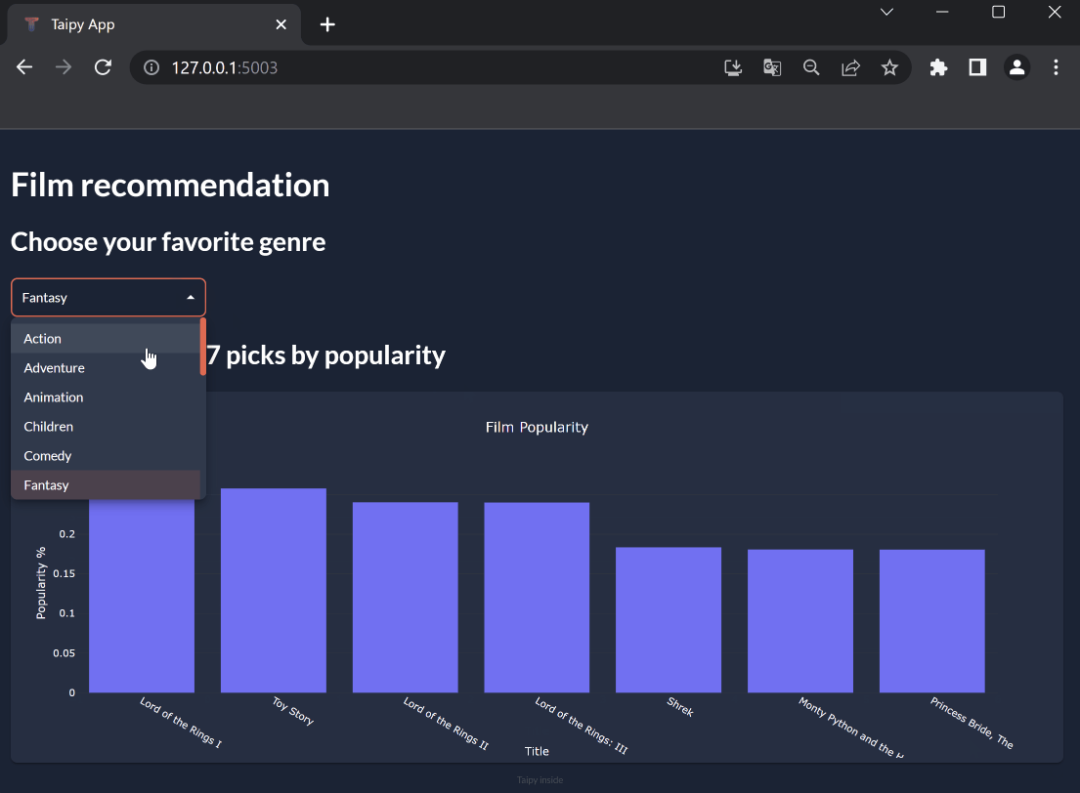 Taipy App
127.0.0.1:5003
Film recommendation
Choose your favorite genre
Fantasy
Action
Adventure
Animation
Children
Comedy
Fantasy
7 picks by popularity
Film Popularity
Popularity %
0.2
0.15
0.1
0.05
0
Lord of the Rings I
Toy Story
Lord of the Rings II
Lord of the Rings: III
Shrek
Monty Python and the H
Princess Bride, The
Title
Taipy inside